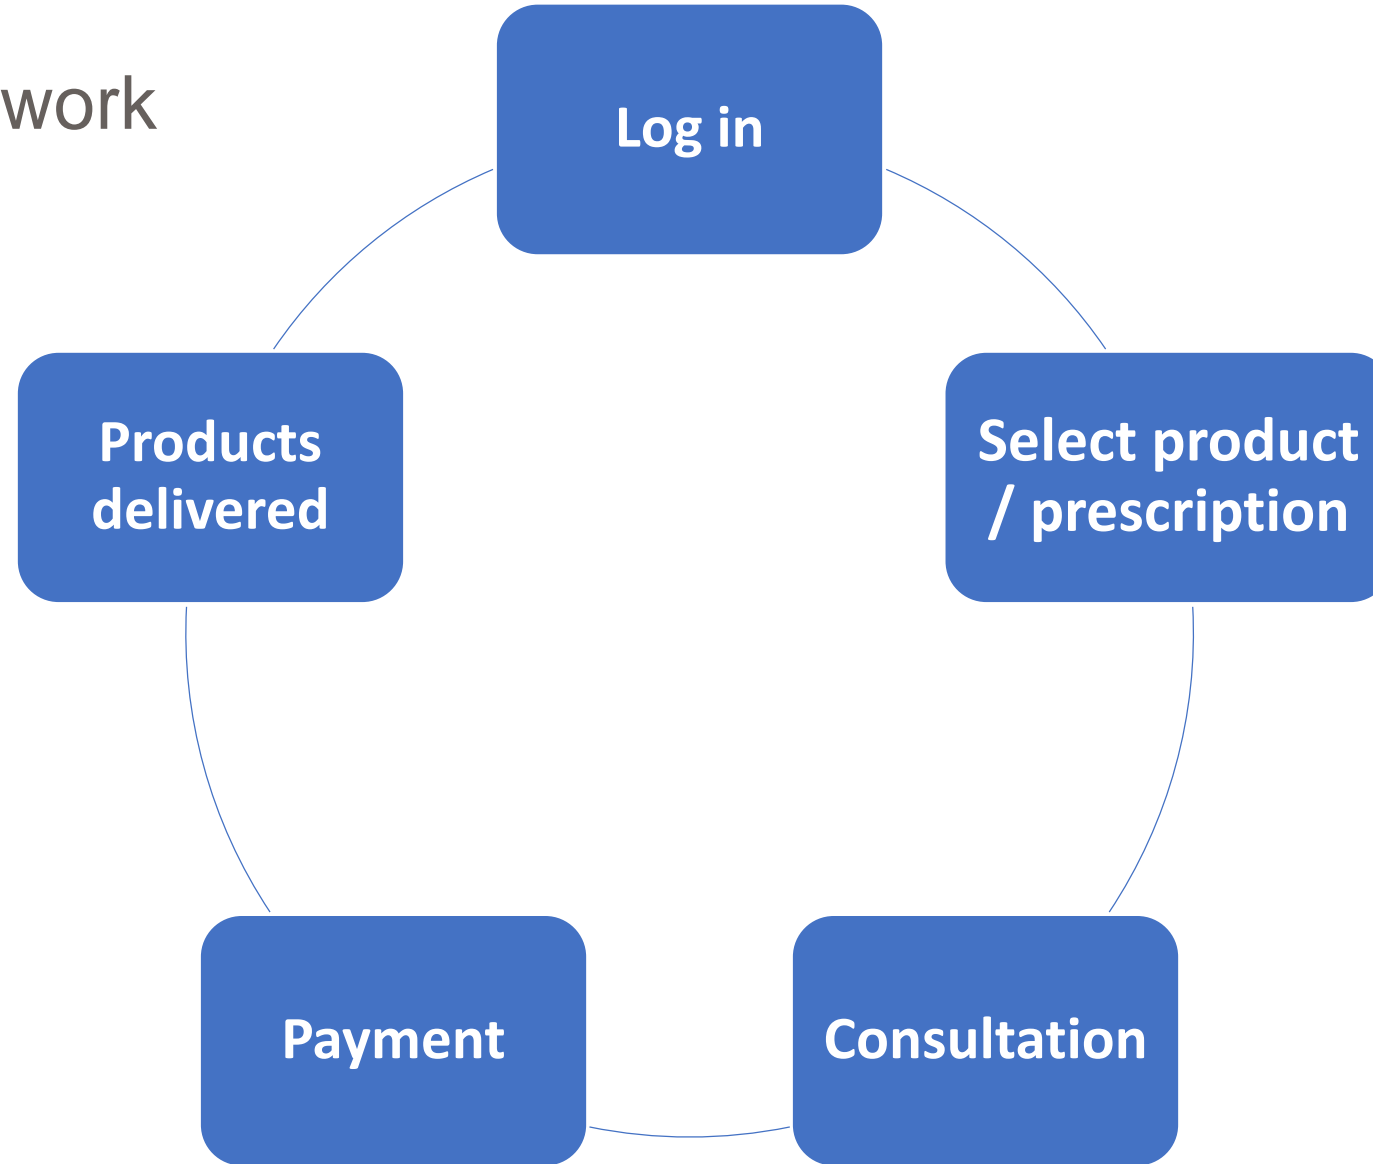 work
Log in
Select product
/ prescription
Consultation
Payment
Products
delivered